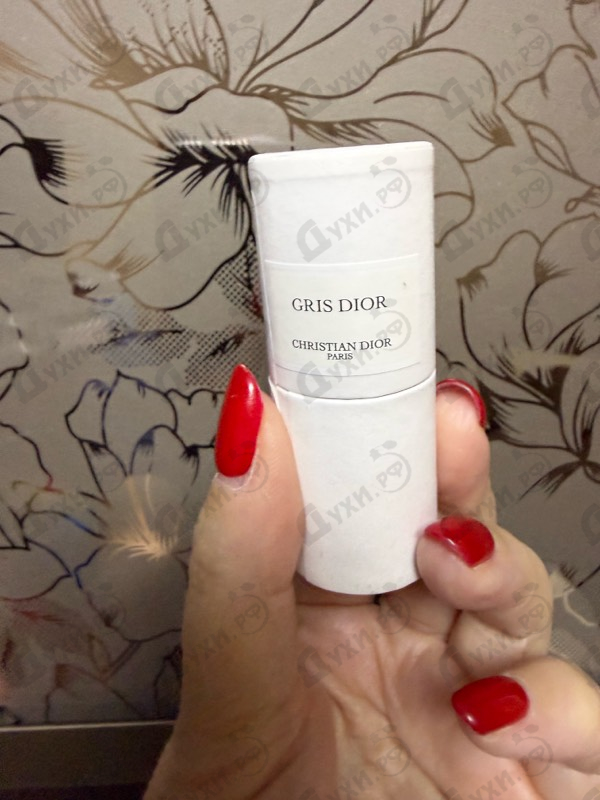 GRIS DIOR
CHRISTIAN DIOR
PARIS
Духи.рф